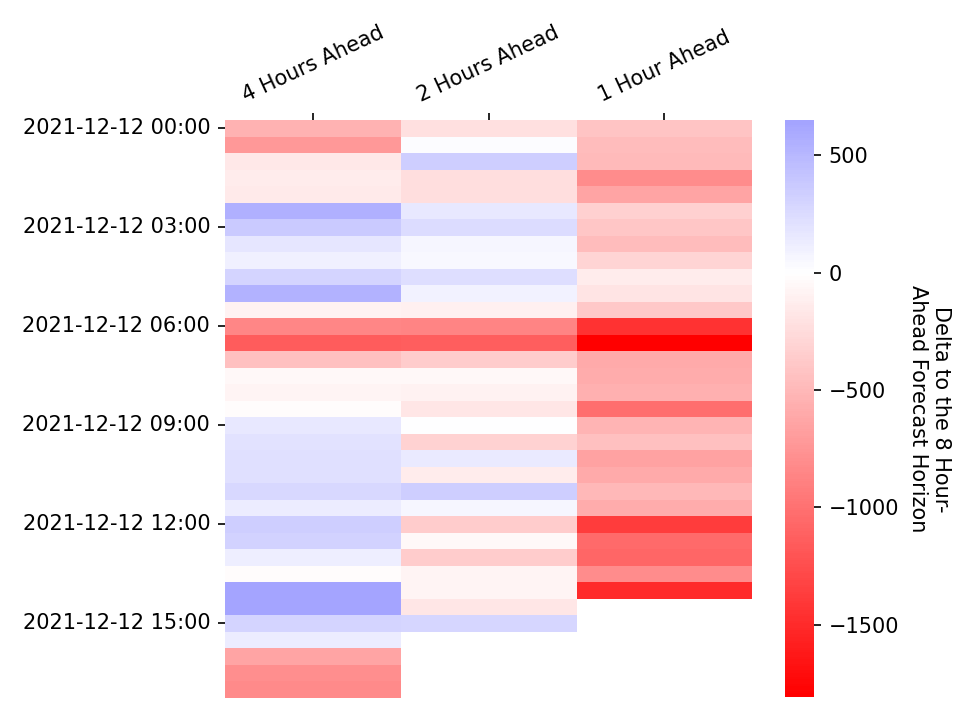 4 Hours Ahead
2 Hours Ahead
1 Hour Ahead
2021-12-12 00:00
2021-12-12 03:00
2021-12-12 06:00
2021-12-12 09:00
2021-12-12 12:00
2021-12-12 15:00
500
0
−500
−1000
−1500
Delta to the 8 Hour-
Ahead Forecast Horizon